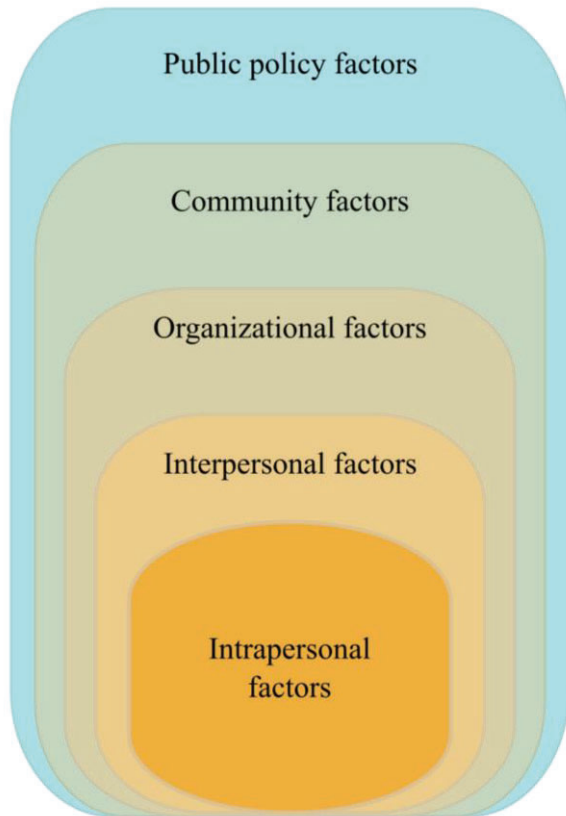 Public policy factors
Community factors
Organizational factors
Interpersonal factors
Intrapersonal
factors